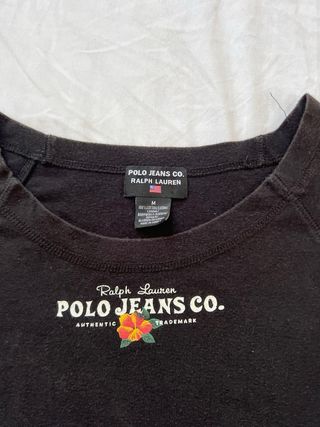 POLO JEANS CO.
RALPH LAUREN
M
Ralph Lauren
POLO JEANS CO.
AUTHENTIC TRADEMARK